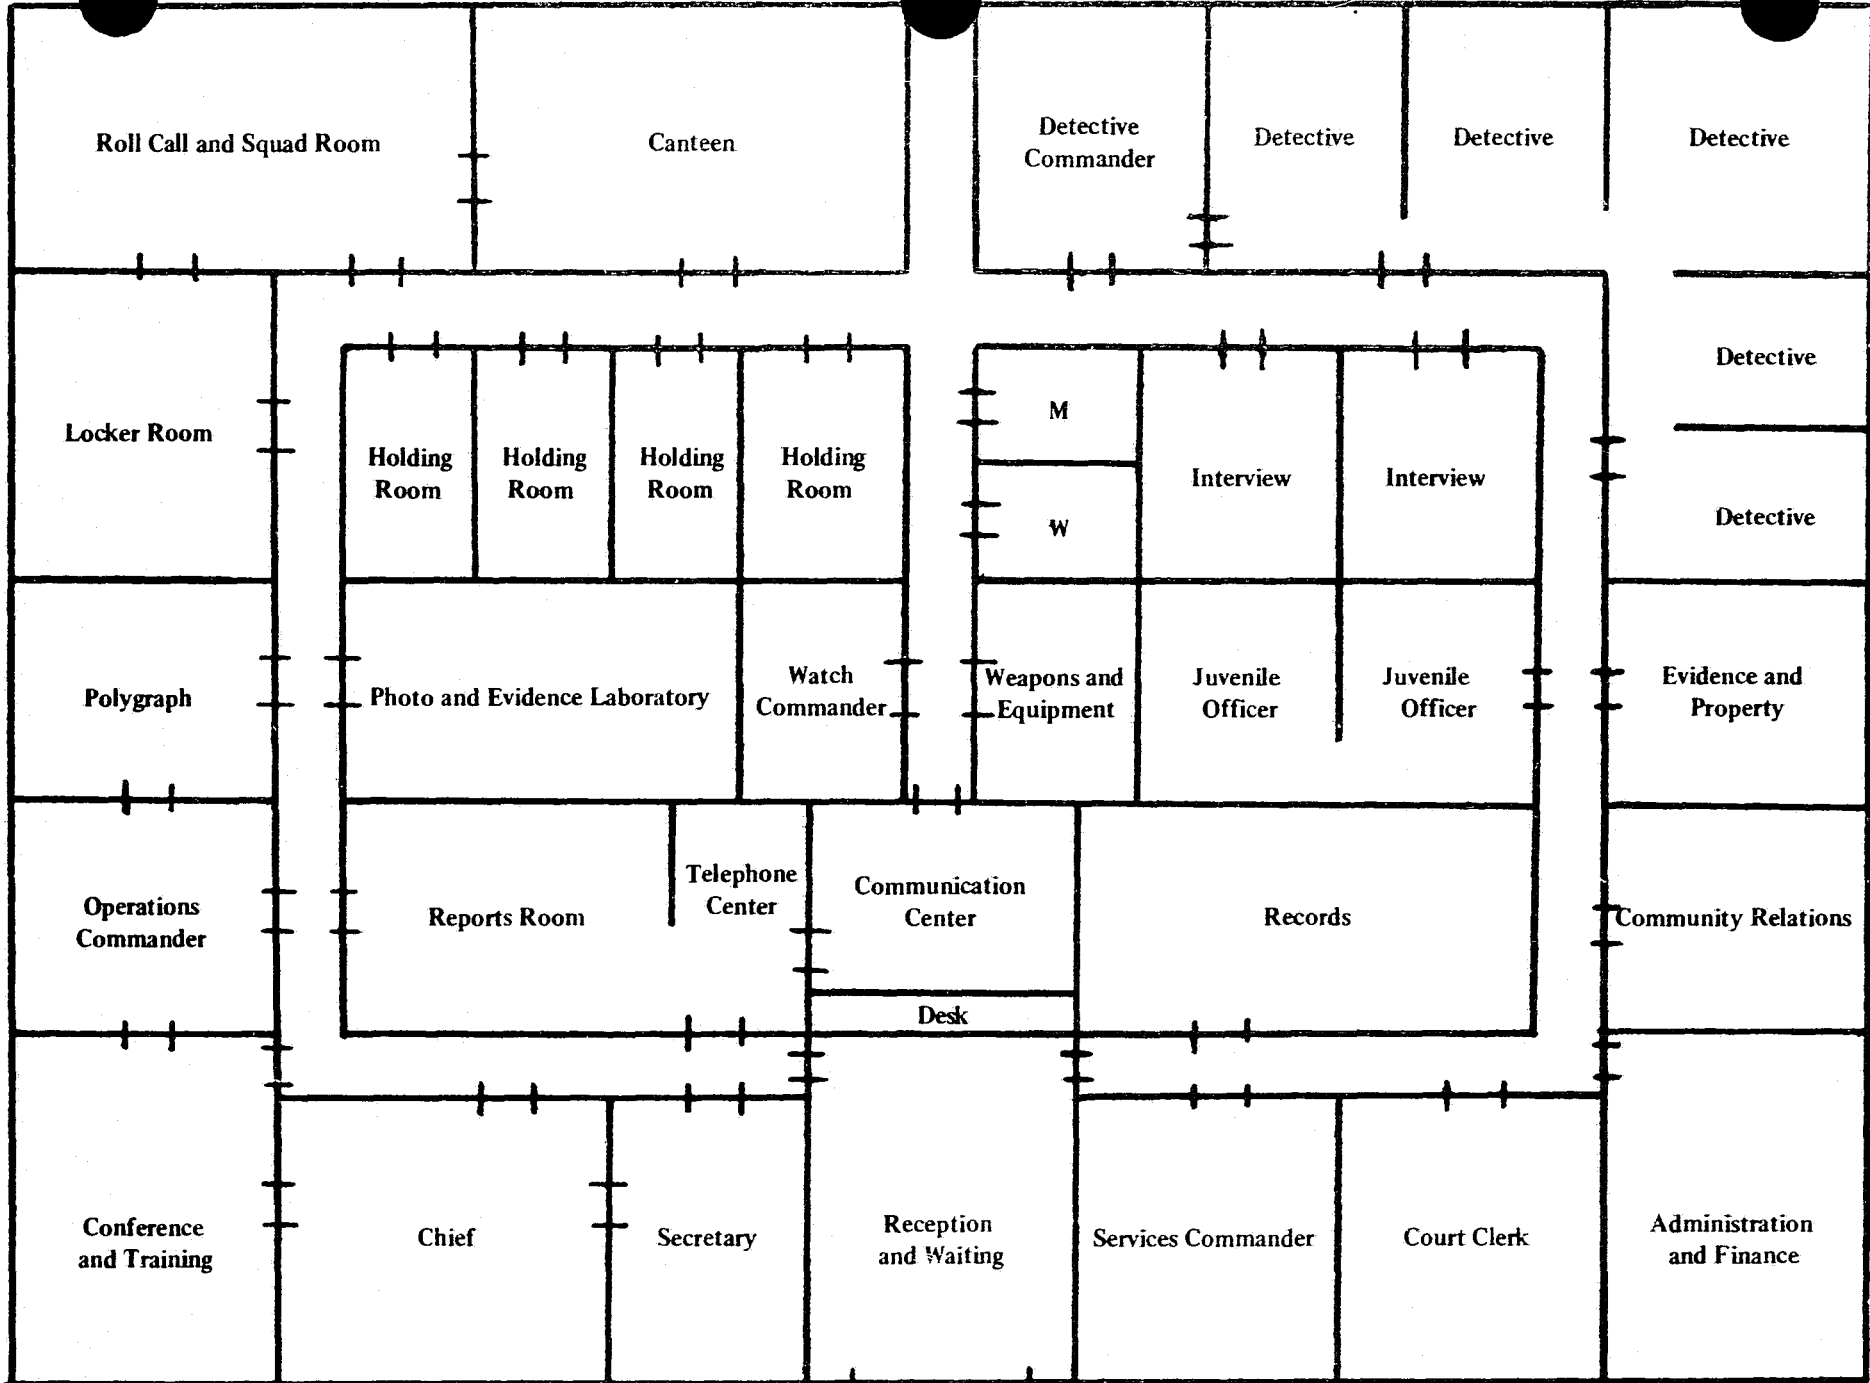 Roll Call and Squad Room
Canteen
Detective
Commander
Detective
Detective
Detective
Locker Room
Holding
Room
Holding
Room
Holding
Room
Holding
Room
M
W
Interview
Interview
Detective
Detective
Polygraph
Photo and Evidence Laboratory
Watch
Commander
Weapons and
Equipment
Juvenile
Officer
Juvenile
Officer
Evidence and
Property
Operations
Commander
Reports Room
Telephone
Center
Communication
Center
Desk
Records
Community Relations
Conference
and Training
Chief
Secretary
Reception
and Waiting
Services Commander
Court Clerk
Administration
and Finance